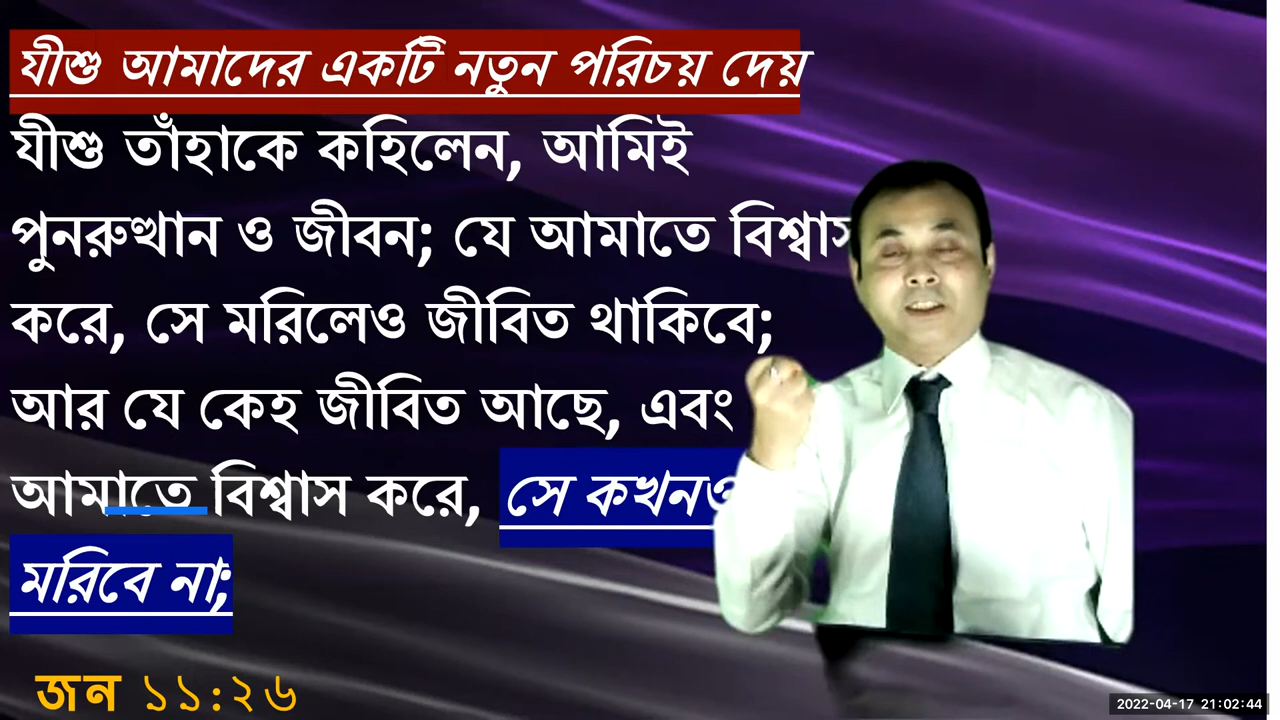 যীশু আমাদের একটি নতুন পরিচয় দেয়
যীশু তাঁহাকে কহিলেন, আমিই
পুনরুত্থান ও জীবন; যে আমাতে বিশ্বাস
করে, সে মরিলেও জীবিত থাকিবে;
আর যে কেহ জীবিত আছে, এবং
আমাতে বিশ্বাস করে, সে কখনও
মরিবে না;
জন ১১:২৬
2022-04-17 21:02:44